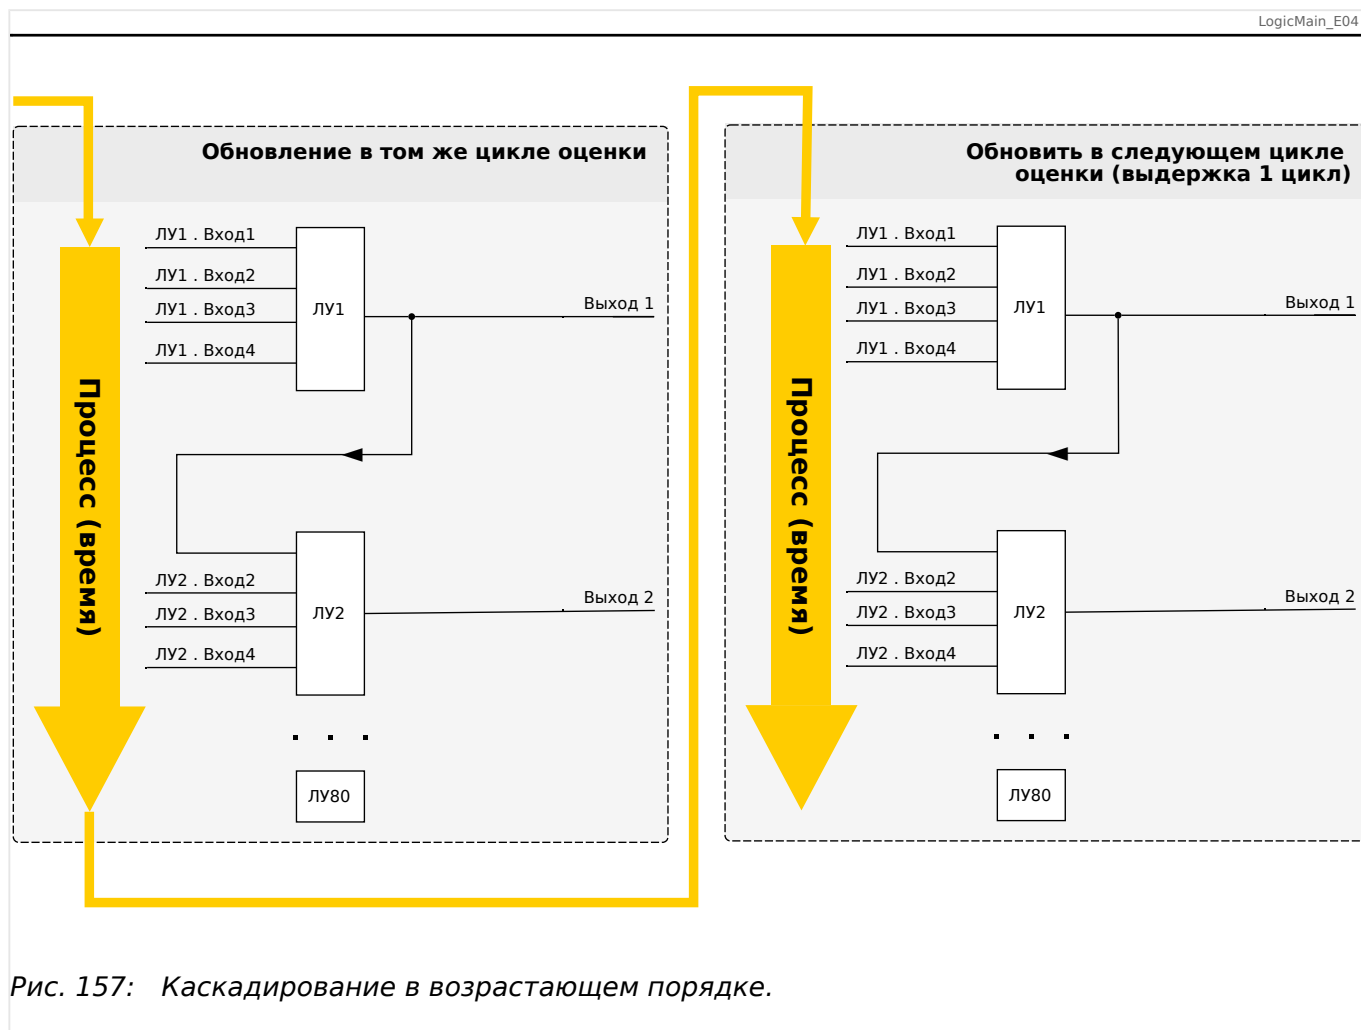 LogicMain_E04
Обновление в том же цикле оценки
ЛУ1 . Вход1
ЛУ1 . Вход2
ЛУ1 . Вход3
ЛУ1 . Вход4
ЛУ1
Выход 1
Процесс (время)
ЛУ2 . Вход2
ЛУ2 . Вход3
ЛУ2 . Вход4
ЛУ2
Выход 2
. . .
ЛУ80
Обновить в следующем цикле
оценки (выдержка 1 цикл)
ЛУ1 . Вход1
ЛУ1 . Вход2
ЛУ1 . Вход3
ЛУ1 . Вход4
ЛУ1
Выход 1
Процесс (время)
ЛУ2 . Вход2
ЛУ2 . Вход3
ЛУ2 . Вход4
ЛУ2
Выход 2
. . .
ЛУ80
Рис. 157: Каскадирование в возрастающем порядке.